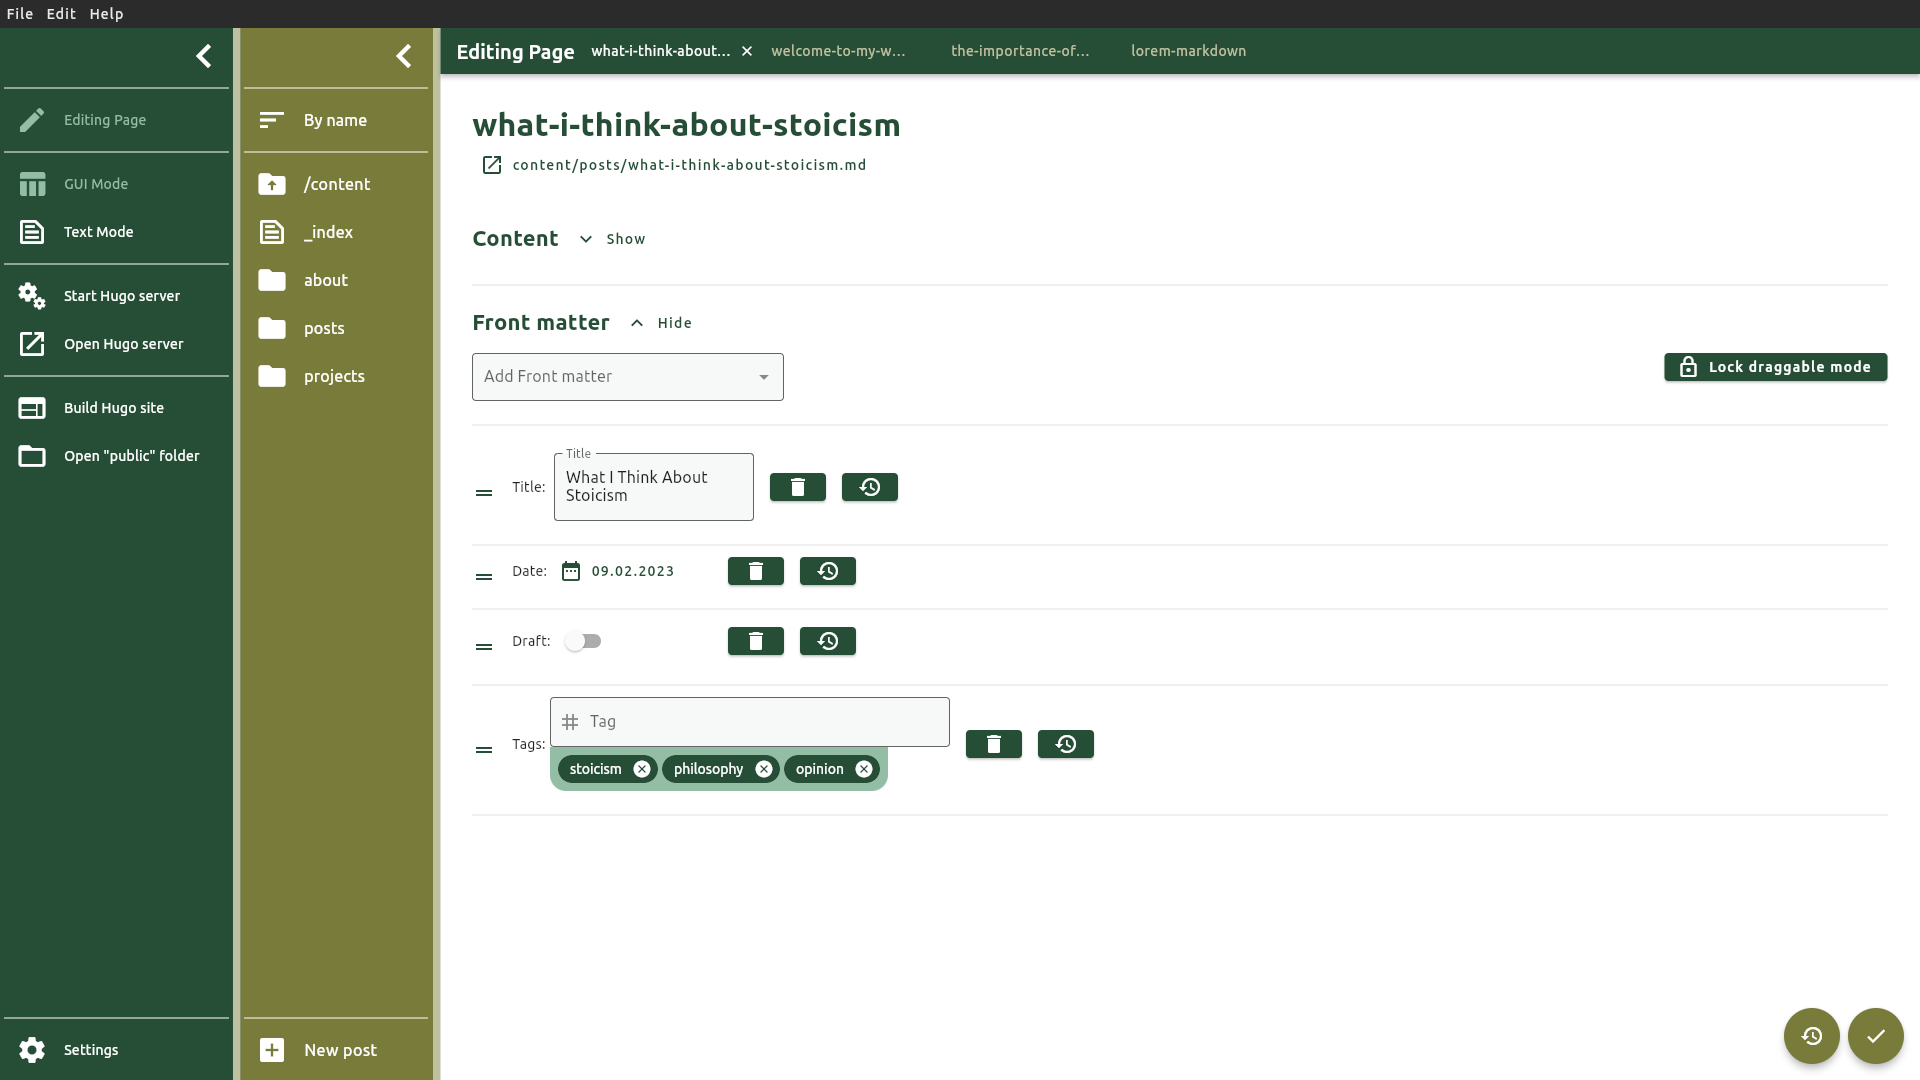 File Edit Help
Editing Page
GUI Mode
Text Mode
Start Hugo server
Open Hugo server
Build Hugo site
Open "public" folder
Settings
By name
/content
_index
about
posts
projects
New post
Editing Page what-i-think-about... welcome-to-my-w... the-importance-of... lorem-markdown
what-i-think-about-stoicism
content/posts/what-i-think-about-stoicism.md
Content Show
Front matter Hide
Add Front matter
Lock draggable mode
Title
Title: What I Think About
Stoicism
Date: 09.02.2023
Draft:
Tag
Tags:
stoicism philosophy opinion